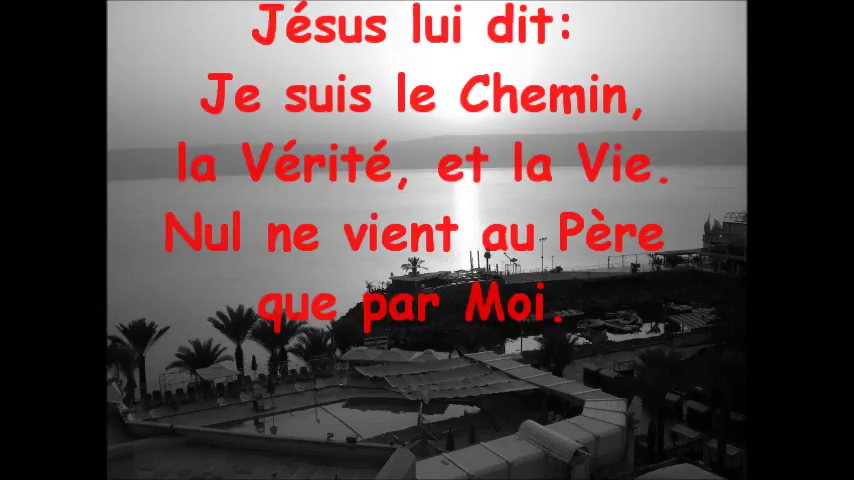 Jésus lui dit:
Je suis le Chemin,
la Vérité, et la Vie.
Nul ne vient au Père
que par Moi.